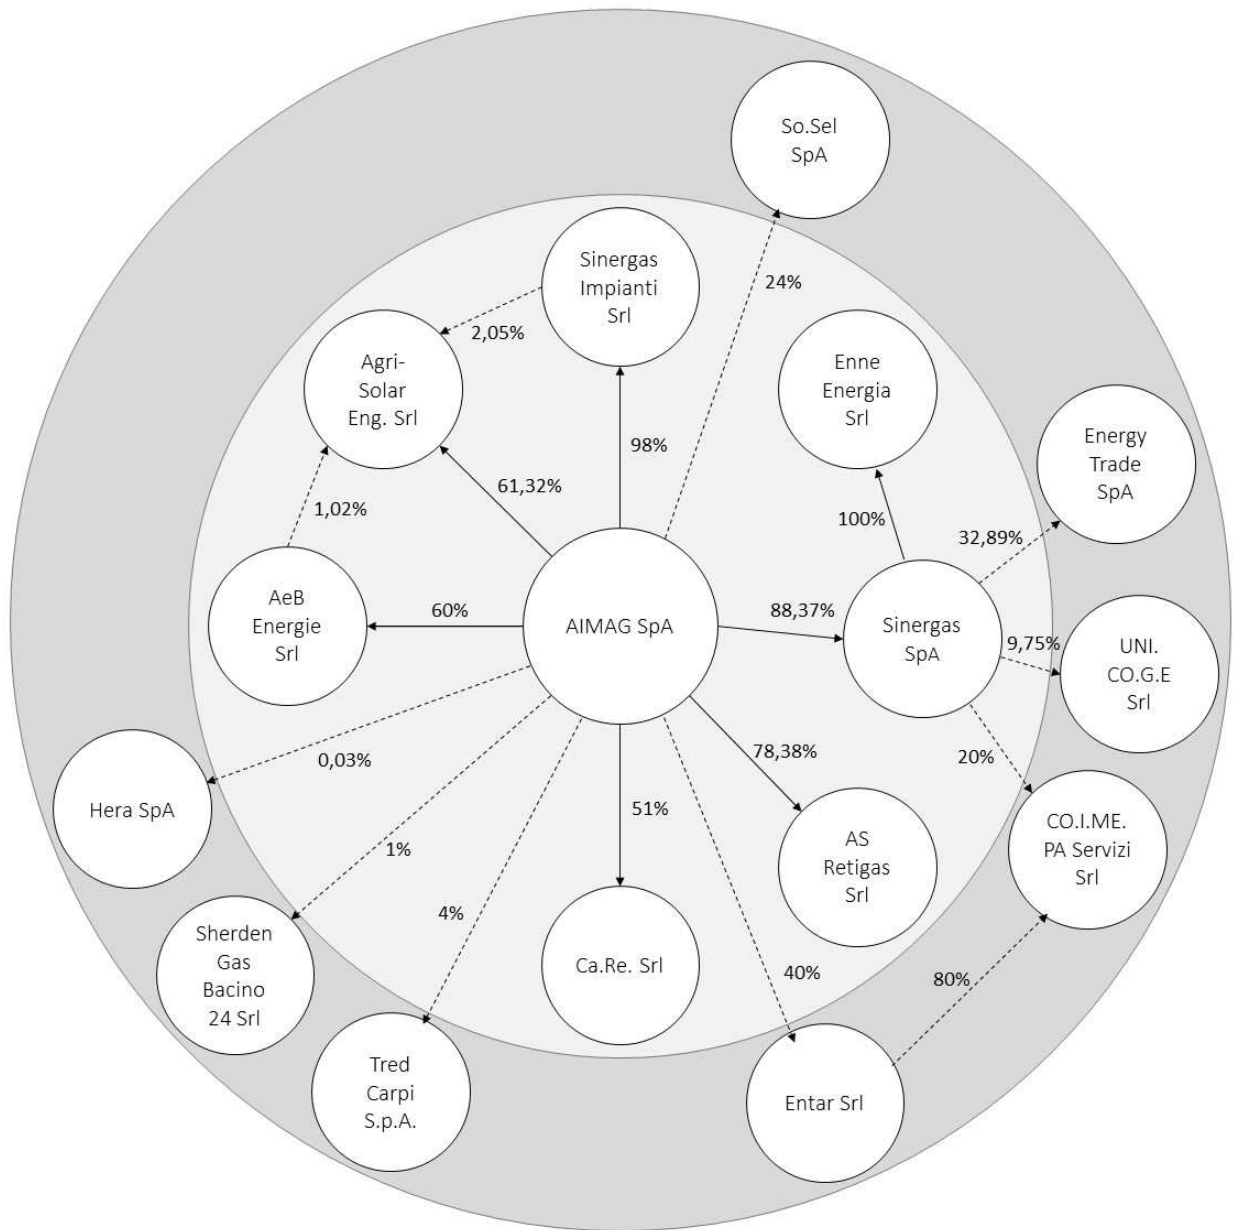 So.Sel
SpA
Sinergas
Impianti
Srl
24%
2,05%
Agri-
Solar
Eng. Srl
Enne
Energia
Srl
98%
Energy
Trade
SpA
61,32%
1,02%
100%
32,89%
AeB
Energie
Srl
60%
AIMAG SpA
88,37%
Sinergas
SpA
9,75%
UNI.
CO.G.E
Srl
0,03%
78,38%
20%
Hera SpA
51%
CO.I.ME.
PA Servizi
Srl
1%
AS
Retigas
Srl
4%
Sherden
Gas
Bacino
24 Srl
Ca.Re. Srl
40%
80%
Tred
Carpi
S.p.A.
Entar Srl